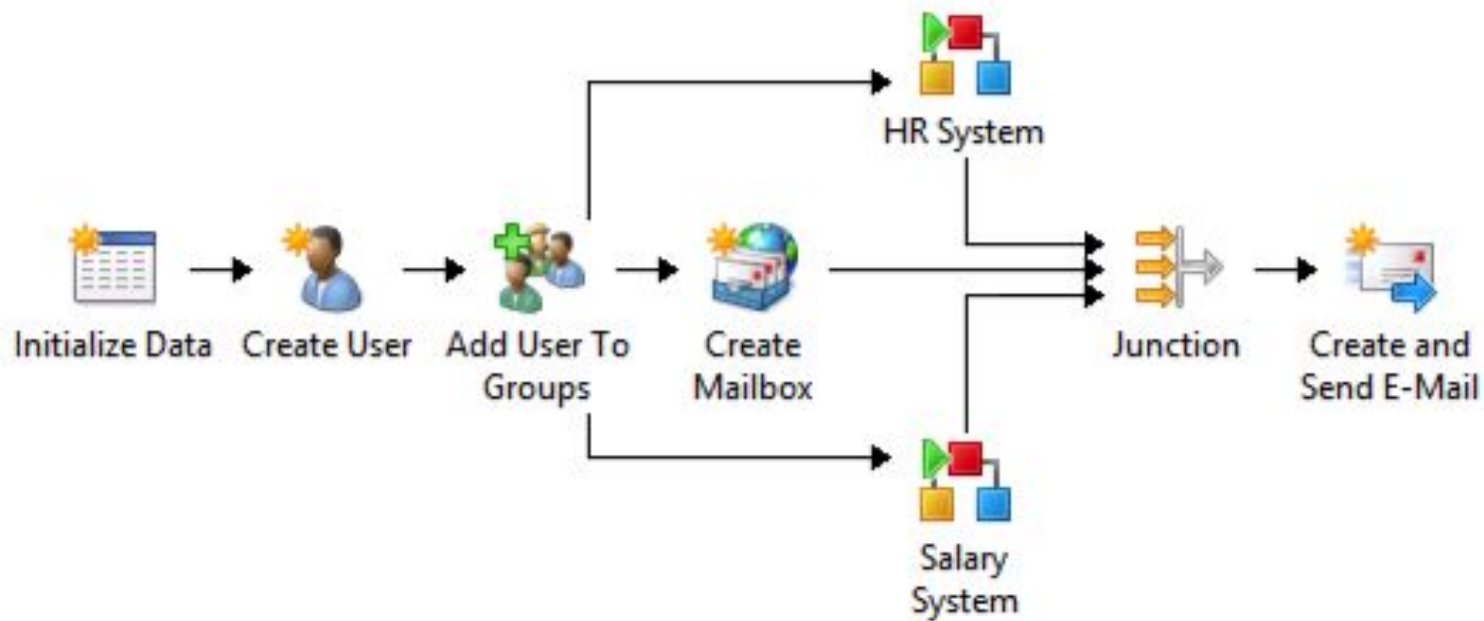 HR System
Initialize Data
Create User
Add User To
Groups
Create
Mailbox
Junction
Create and
Send E-Mail
Salary
System